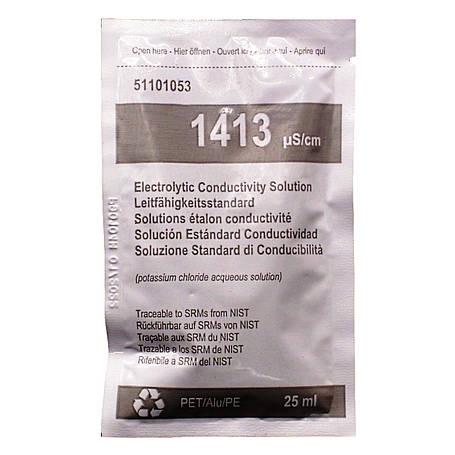 Open here - Hier öffnen - Ouvert ici - - Aprire qui
51101053
1413 µS/cm
Electrolytic Conductivity Solution
Leitfähigkeitsstandard
Solutions étalon conductivité
Solución Estándard Conductividad
Soluzione Standard di Conducibilità
(potassium chloride acqueous solution)
Traceable to SRMs from NIST
Rückführbar auf SRMs von NIST
Traçable aux SRM du NIST
Trazable a los SRM de NIST
Riferibile a SRM del NIST
PET/Alu/PE 25 ml